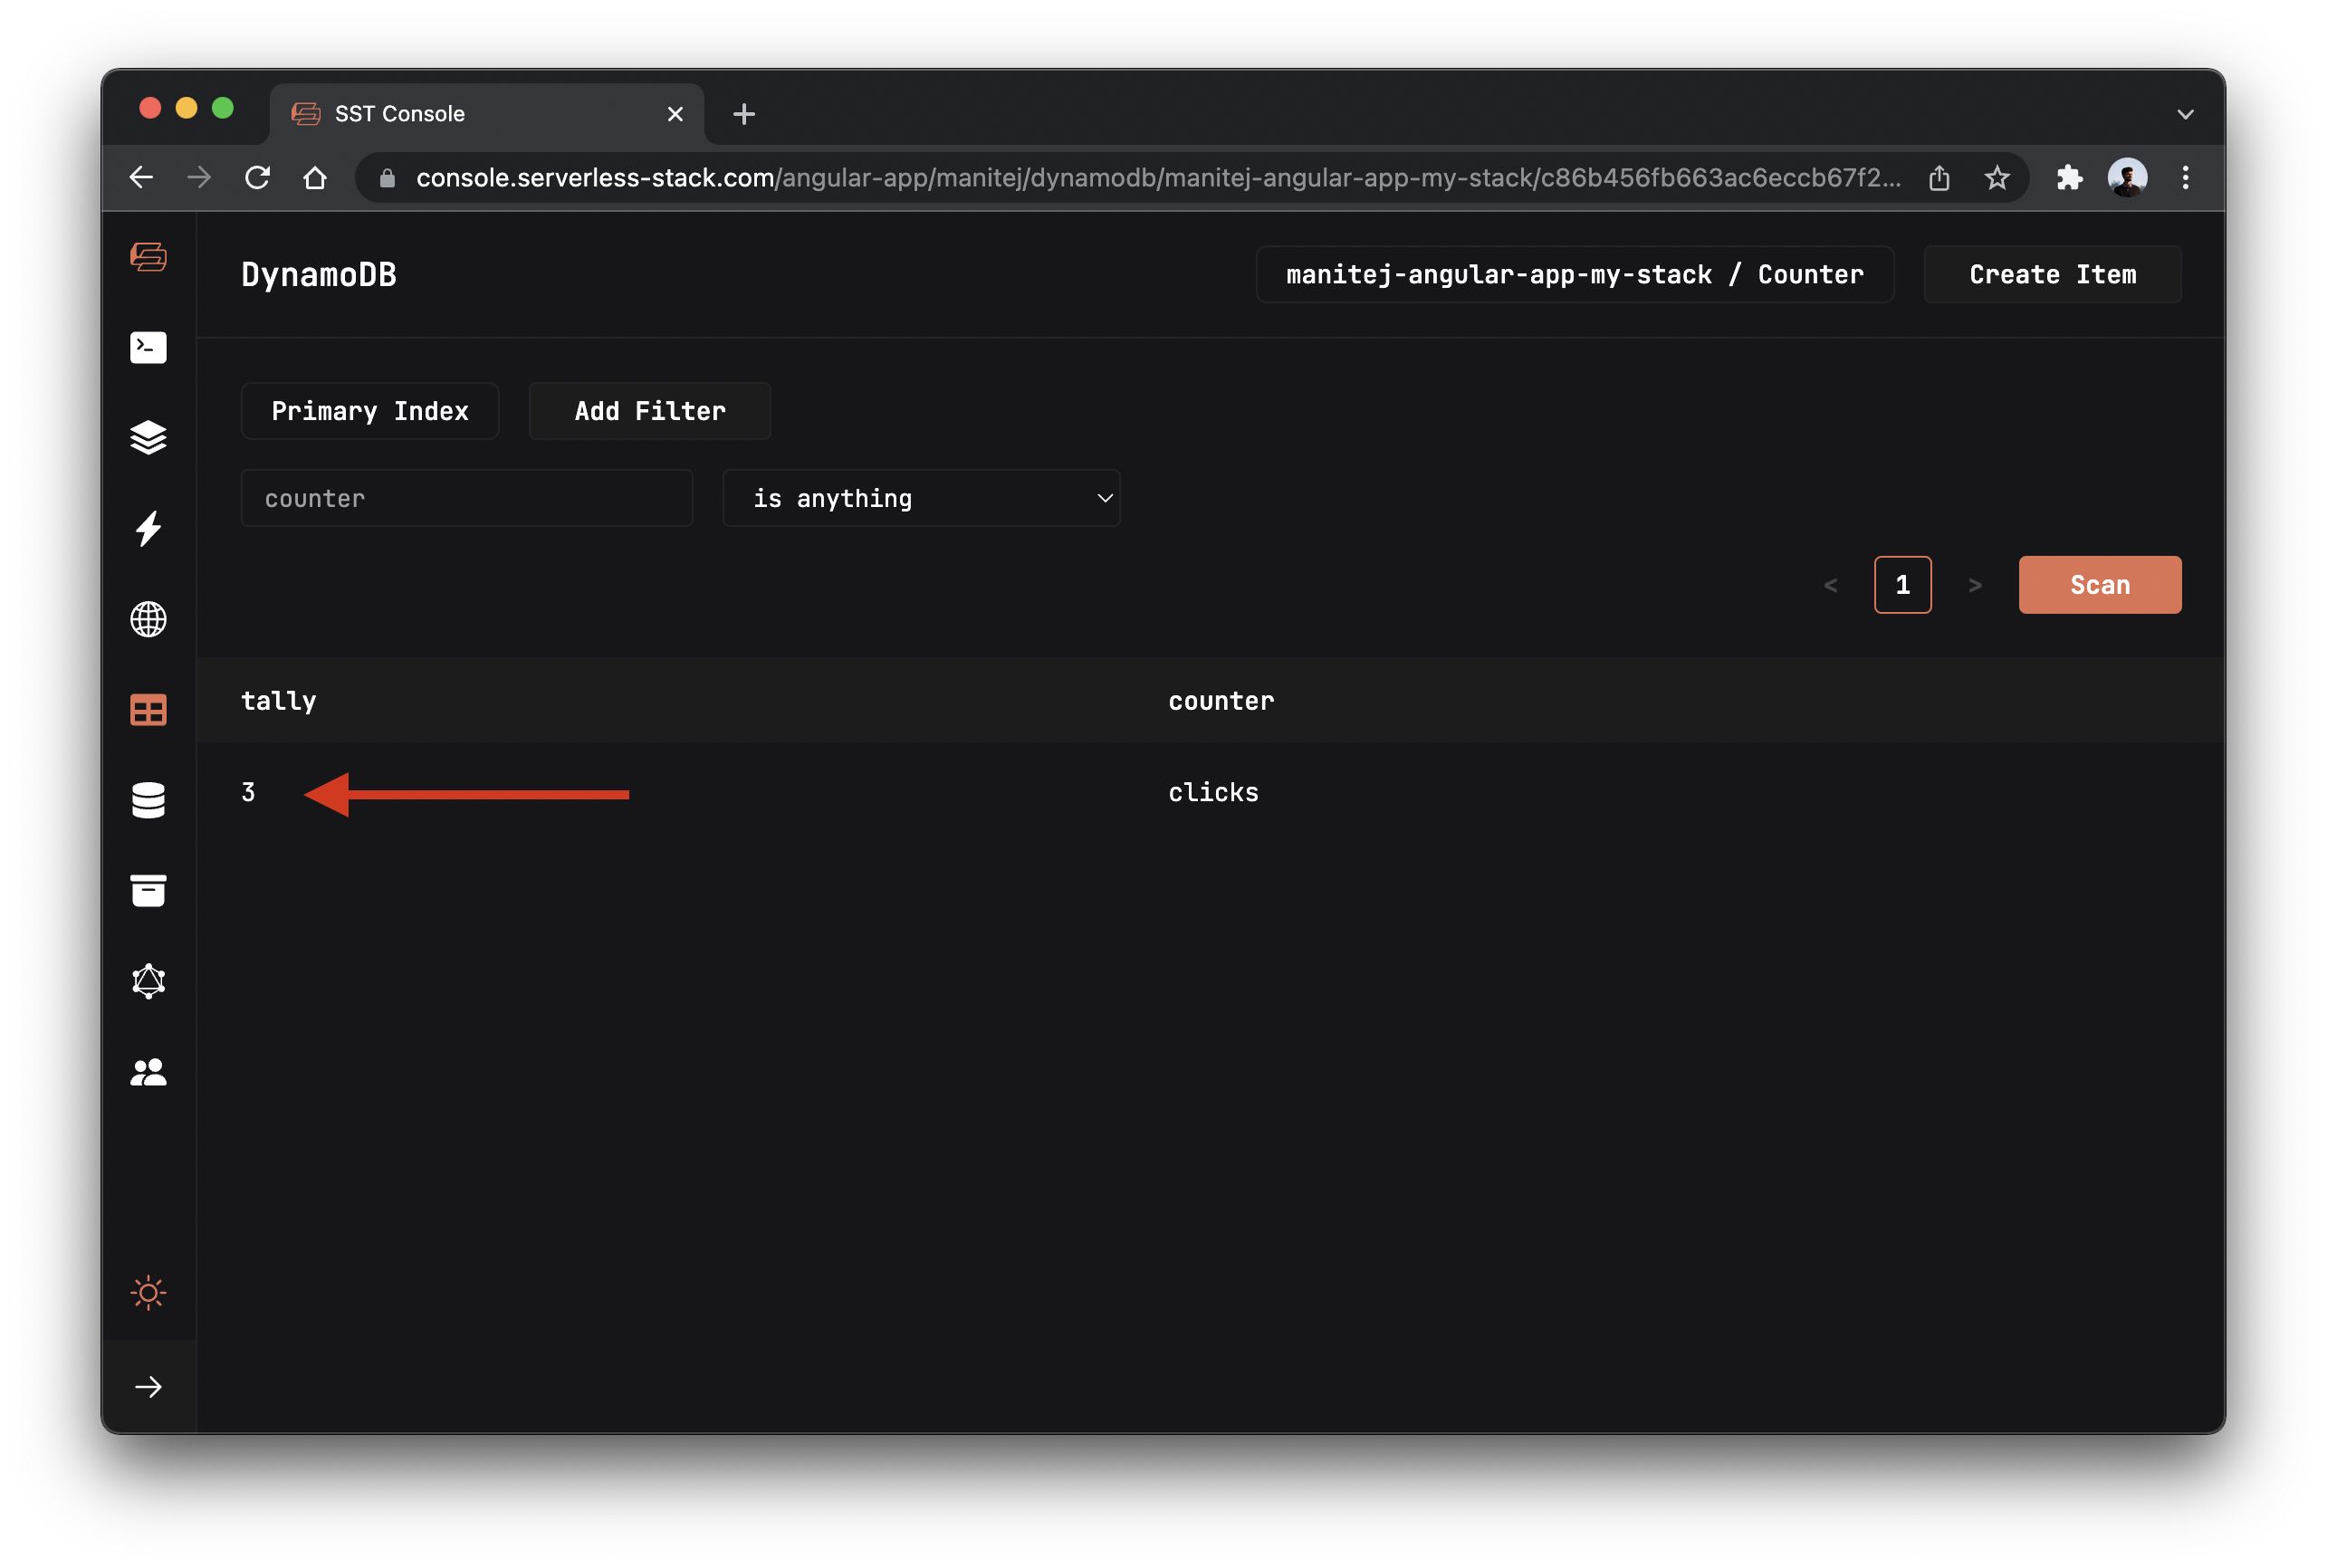 SST Console
console.serverless-stack.com/angular-app/manitej/dynamodb/manitej-angular-app-my-stack/c86b456fb663ac6eccb67f2...
DynamoDB
manitej-angular-app-my-stack / Counter
Create Item
Primary Index
Add Filter
counter
is anything
< 1 >
Scan
tally counter
3 clicks